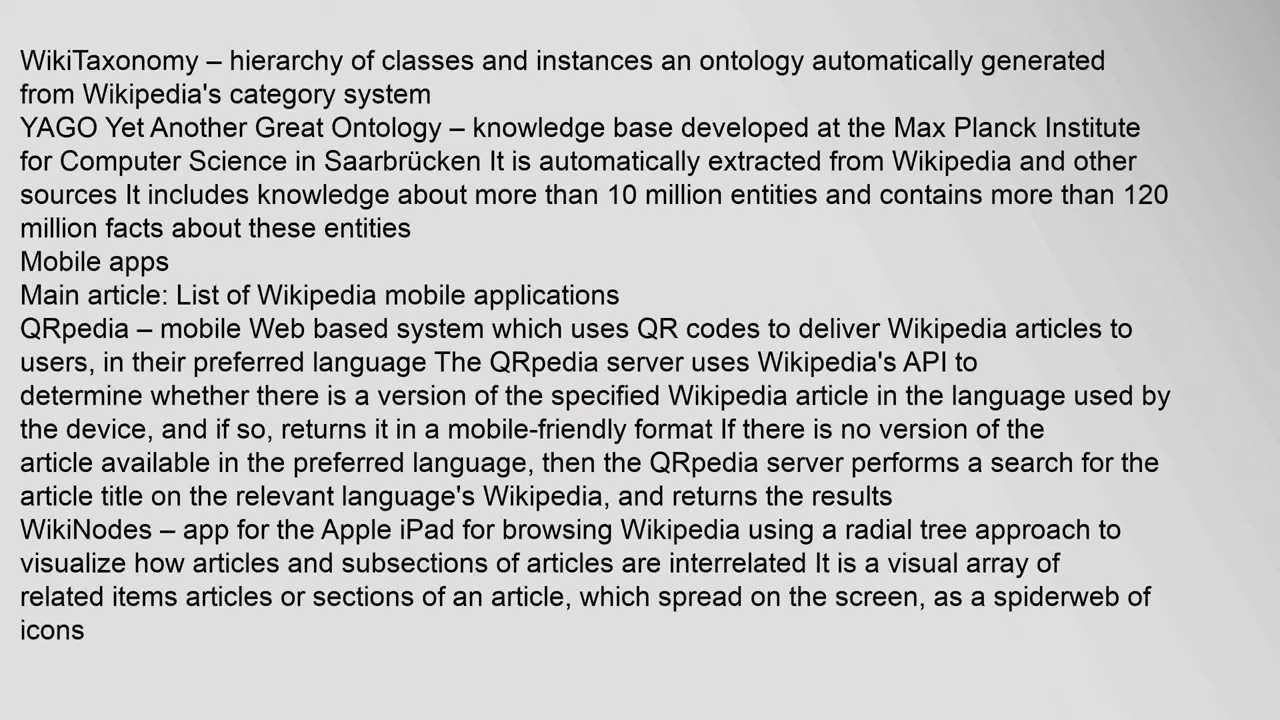 WikiTaxonomy – hierarchy of classes and instances an ontology automatically generated
from Wikipedia's category system
YAGO Yet Another Great Ontology – knowledge base developed at the Max Planck Institute
for Computer Science in Saarbrücken It is automatically extracted from Wikipedia and other
sources It includes knowledge about more than 10 million entities and contains more than 120
million facts about these entities
Mobile apps
Main article: List of Wikipedia mobile applications
QRpedia – mobile Web based system which uses QR codes to deliver Wikipedia articles to
users, in their preferred language The QRpedia server uses Wikipedia's API to
determine whether there is a version of the specified Wikipedia article in the language used by
the device, and if so, returns it in a mobile-friendly format If there is no version of the
article available in the preferred language, then the QRpedia server performs a search for the
article title on the relevant language's Wikipedia, and returns the results
WikiNodes – app for the Apple iPad for browsing Wikipedia using a radial tree approach to
visualize how articles and subsections of articles are interrelated It is a visual array of
related items articles or sections of an article, which spread on the screen, as a spiderweb of
icons